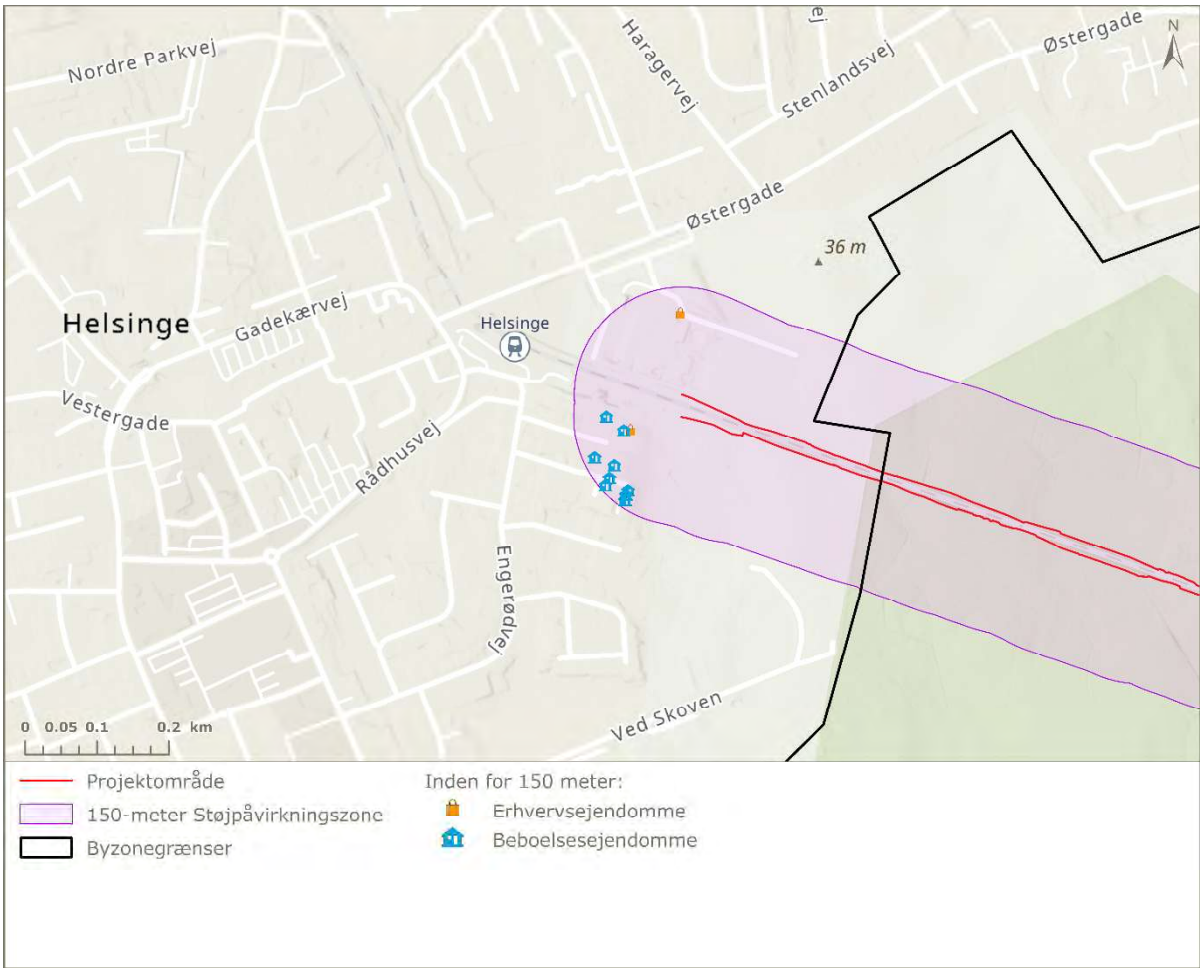 N
ej
Østergade
Nordre Parkvej
Haragervej
Stenlandsvej
Østergade
36 m
Helsinge
Helsinge
Gadekærvej
Vestergade
Rådhusvej
Engerødvej
Ved Skoven
0 0.05 0.1 0.2 km
Projektområde
150-meter Støjpåvirkningszone
Byzonegrænser
Inden for 150 meter:
Erhvervsejendomme
Beboelsesejendomme